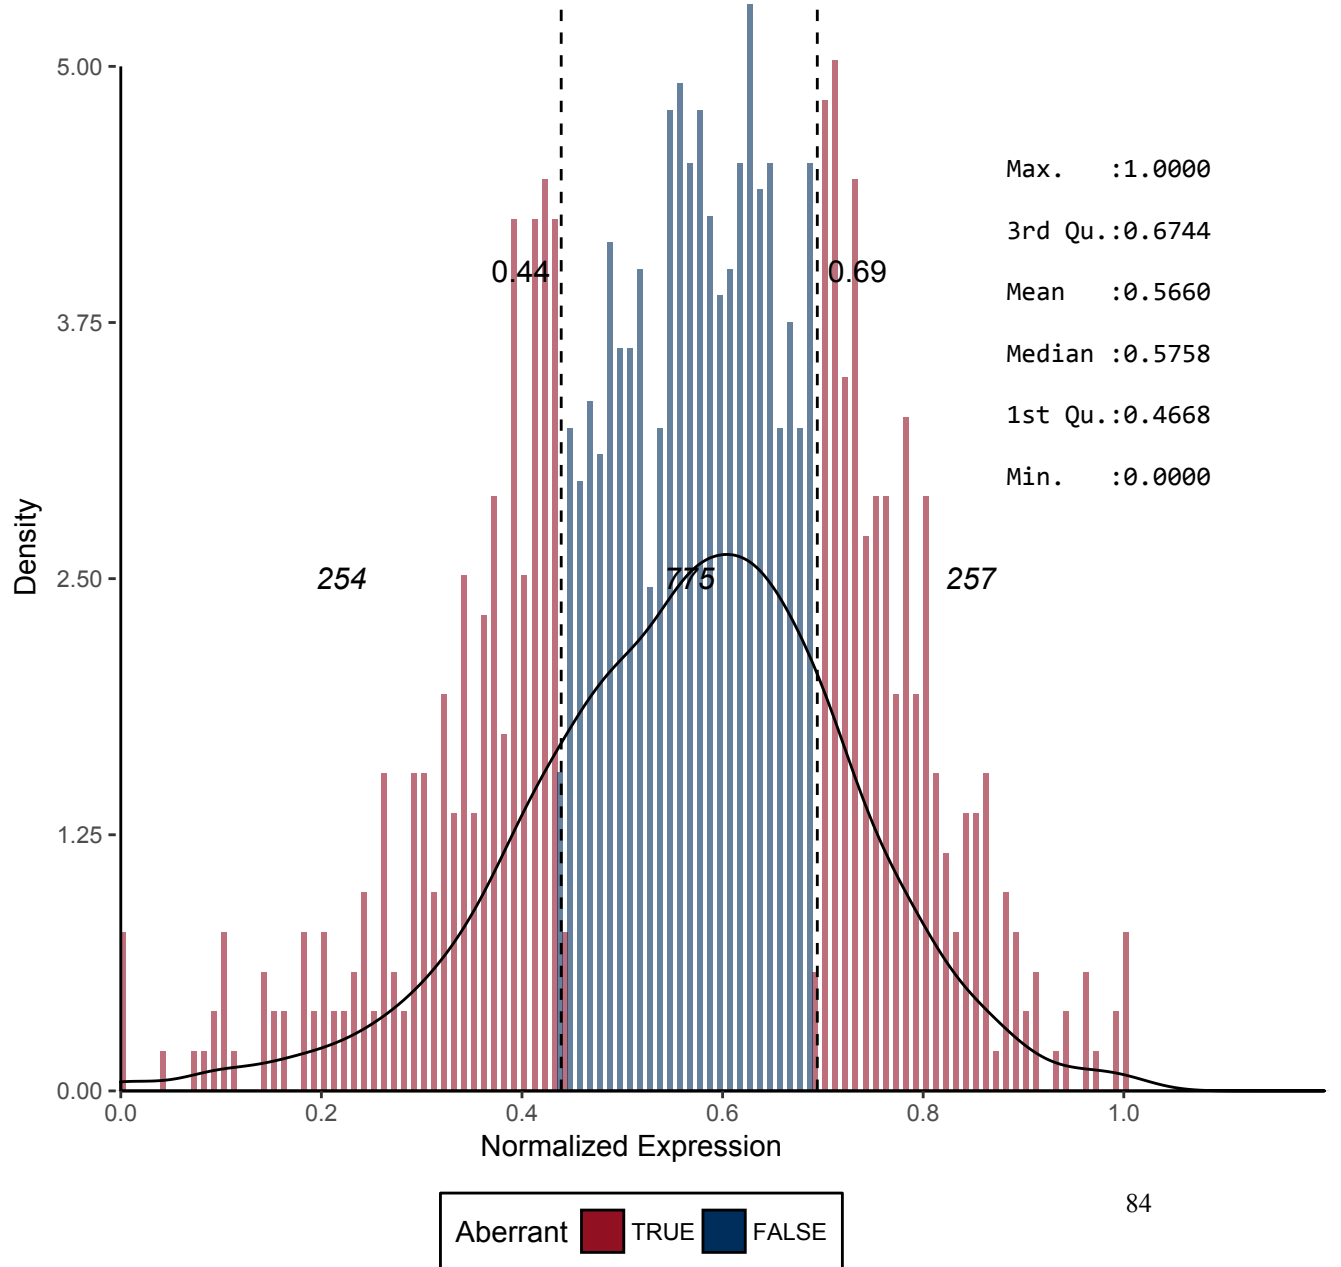 5.00
3.75
2.50
1.25
0.00
Density
0.44
0.69
254
775
257
Max. :1.0000
3rd Qu.:0.6744
Mean :0.5660
Median :0.5758
1st Qu.:0.4668
Min. :0.0000
0.0 0.2 0.4 0.6 0.8 1.0
Normalized Expression
84
Aberrant TRUE FALSE